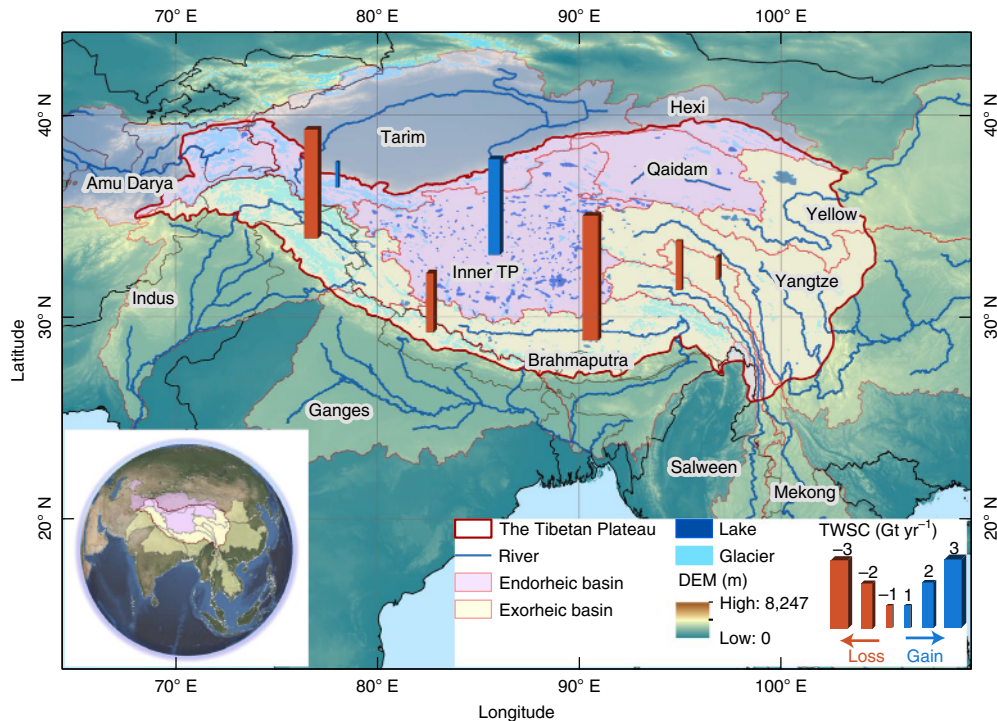 70° E
80° E
90° E
100° E
40° N
40° N
Hexi
Tarim
Qaidam
Amu Darya
Yellow
Inner TP
Yangtze
Indus
30° N
30° N
Latitude
Brahmaputra
Ganges
Salween
Mekong
20° N
20° N
The Tibetan Plateau
River
Endorheic basin
Exorheic basin
Lake
Glacier
DEM (m)
High: 8,247
Low: 0
TWSC (Gt yr⁻¹)
–3
–2
–1
1
2
3
Loss
Gain
70° E
80° E
90° E
100° E
Longitude